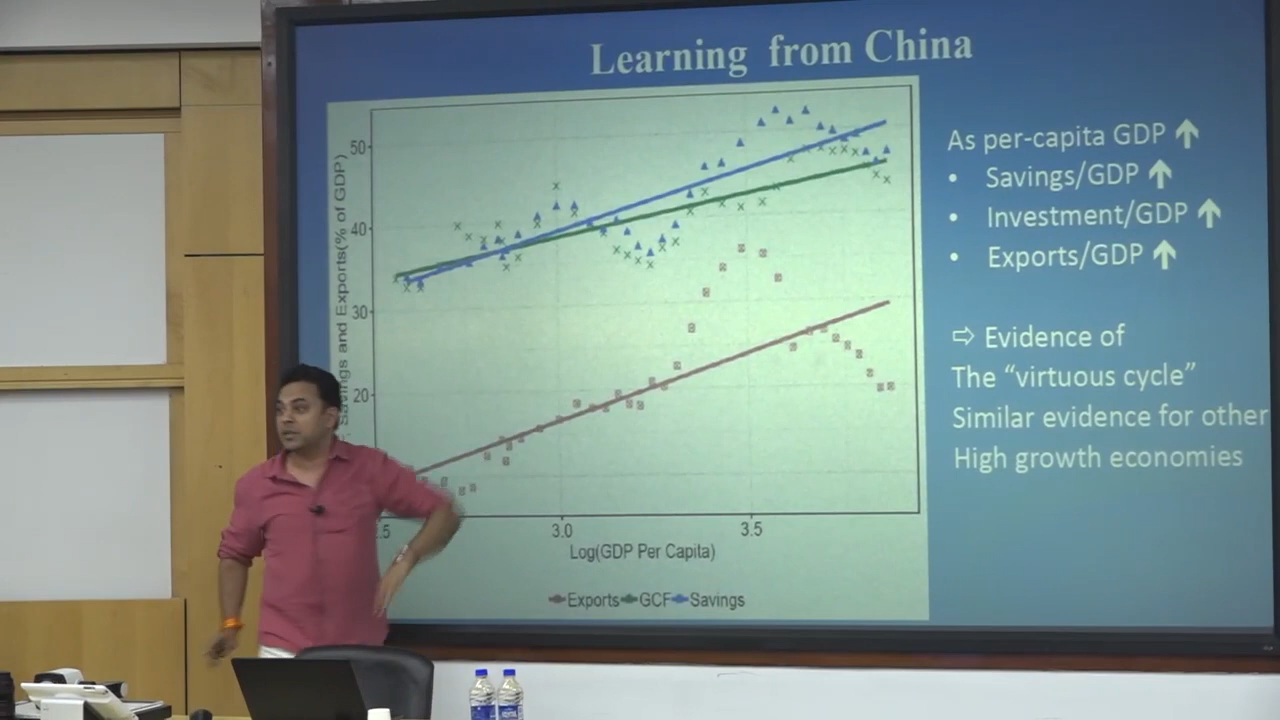 Learning from China
Savings and Exports(% of GDP)
50
40
30
20
.5
3.0
3.5
Log(GDP Per Capita)
Exports GCF Savings
As per-capita GDP ↑
• Savings/GDP ↑
• Investment/GDP ↑
• Exports/GDP ↑
⇨ Evidence of
The “virtuous cycle”
Similar evidence for other
High growth economies